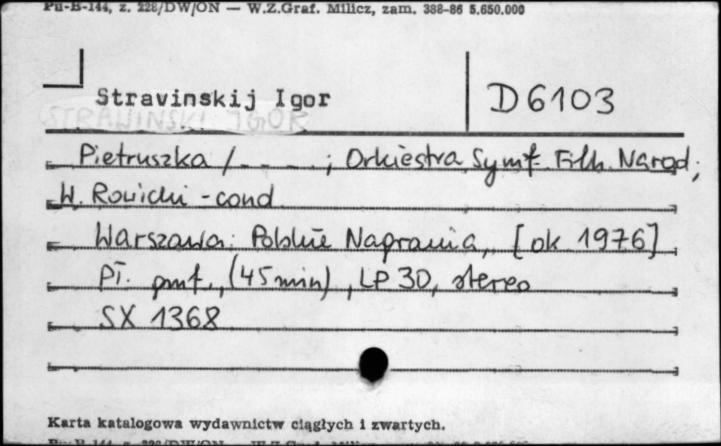 Pu-B-144, z. 228/DW/ON — W.Z.Graf. Milicz, zam. 388-86 5.650.000
Stravinskij Igor
D6103
STRAWINSKI IGOR
Pietruszka / - - - - ; Orkiestra Symf. Filh. Narod;
W. Rowicki - cond
Warszawa: Polskie Nagrania, [ok 1976]
Pł. gmf., (45 min), LP 30, stereo
SX 1368
Karta katalogowa wydawnictw ciągłych i zwartych.